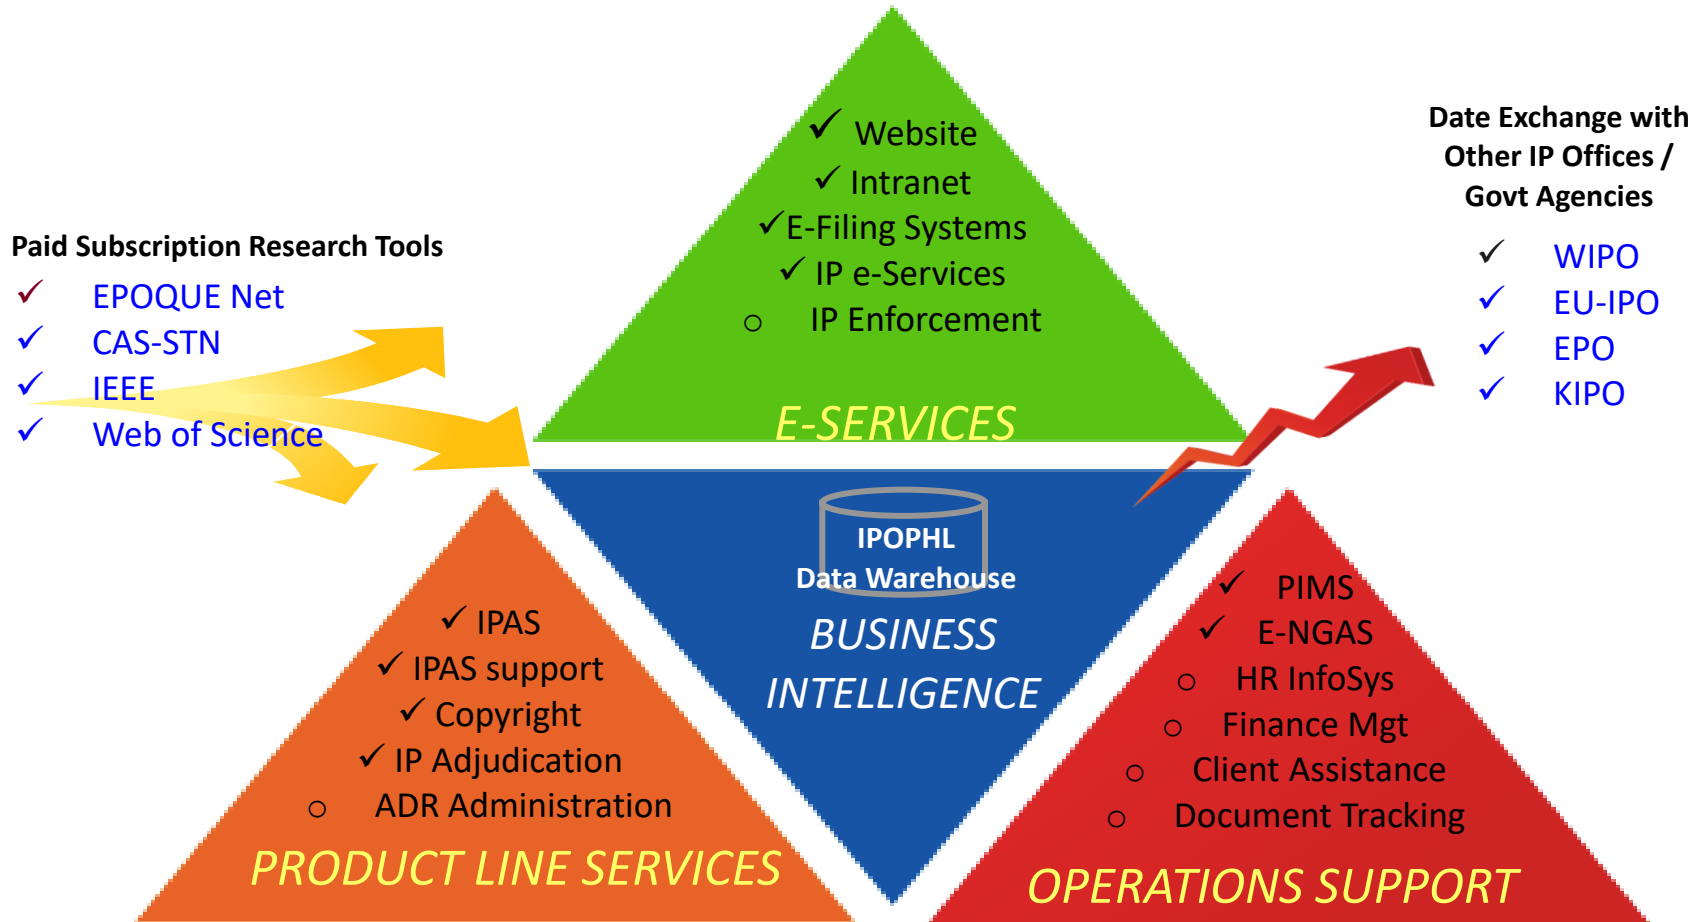 ✓ Website
✓ Intranet
✓ E-Filing Systems
✓ IP e-Services
o IP Enforcement
E-SERVICES
Paid Subscription Research Tools
✓ EPOQUE Net
✓ CAS-STN
✓ IEEE
✓ Web of Science
Date Exchange with
Other IP Offices /
Govt Agencies
✓ WIPO
✓ EU-IPO
✓ EPO
✓ KIPO
IPOPHL
Data Warehouse
BUSINESS
INTELLIGENCE
✓ IPAS
✓ IPAS support
✓ Copyright
✓ IP Adjudication
o ADR Administration
PRODUCT LINE SERVICES
✓ PIMS
✓ E-NGAS
o HR InfoSys
o Finance Mgt
o Client Assistance
o Document Tracking
OPERATIONS SUPPORT